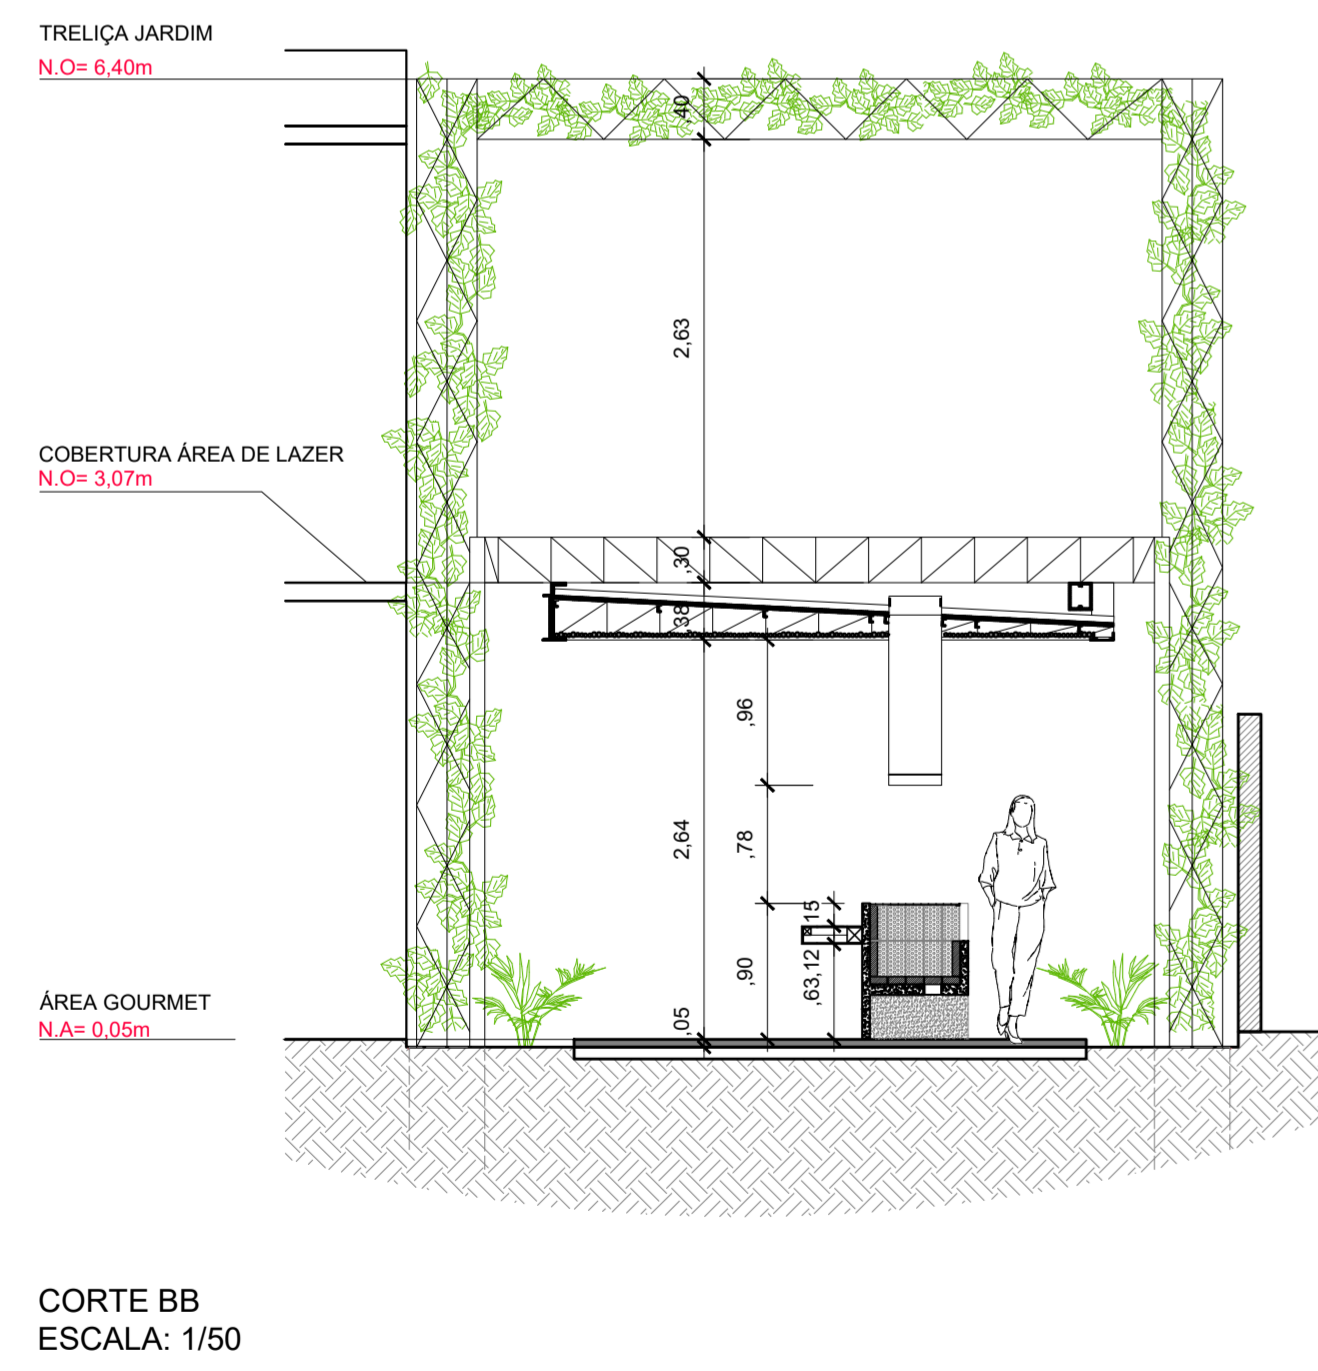 TRELIÇA JARDIM
N.O= 6,40m
,40
2,63
COBERTURA ÁREA DE LAZER
N.O= 3,07m
,30
,38
,96
2,64
,78
,15
,90
,63
,12
ÁREA GOURMET
N.A= 0,05m
,05
CORTE BB
ESCALA: 1/50